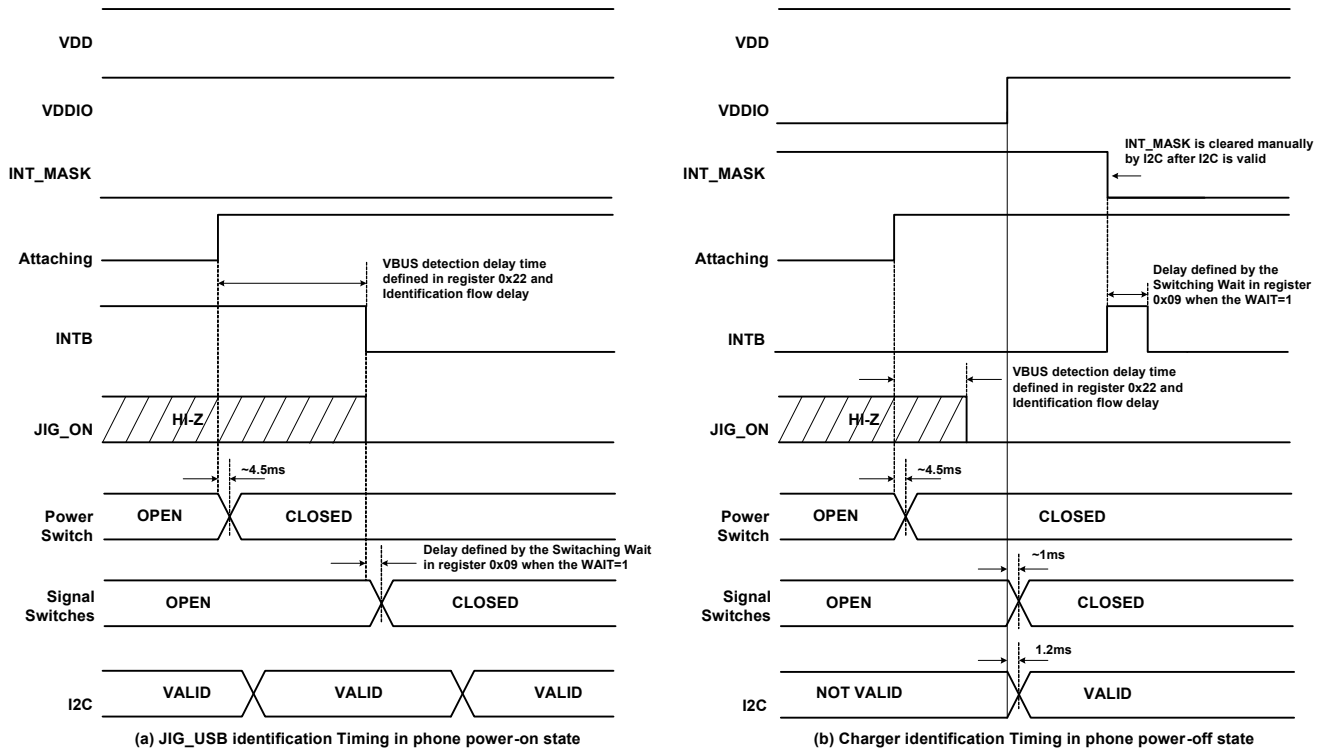 VDD
VDDIO
INT_MASK
Attaching
VBUS detection delay time
defined in register 0x22 and
Identification flow delay
INTB
HI-Z
JIG_ON
~4.5ms
OPEN
CLOSED
Power
Switch
Delay defined by the Switaching Wait
in register 0x09 when the WAIT=1
Signal
Switches
OPEN
CLOSED
VALID
VALID
VALID
I2C
(a) JIG_USB identification Timing in phone power-on state
VDD
VDDIO
INT_MASK is cleared manually
by I2C after I2C is valid
INT_MASK
Attaching
Delay defined by the
Switching Wait in register
0x09 when the WAIT=1
INTB
VBUS detection delay time
defined in register 0x22 and
Identification flow delay
HI-Z
JIG_ON
~4.5ms
OPEN
CLOSED
Power
Switch
~1ms
Signal
Switches
OPEN
CLOSED
1.2ms
NOT VALID
VALID
I2C
(b) Charger identification Timing in phone power-off state